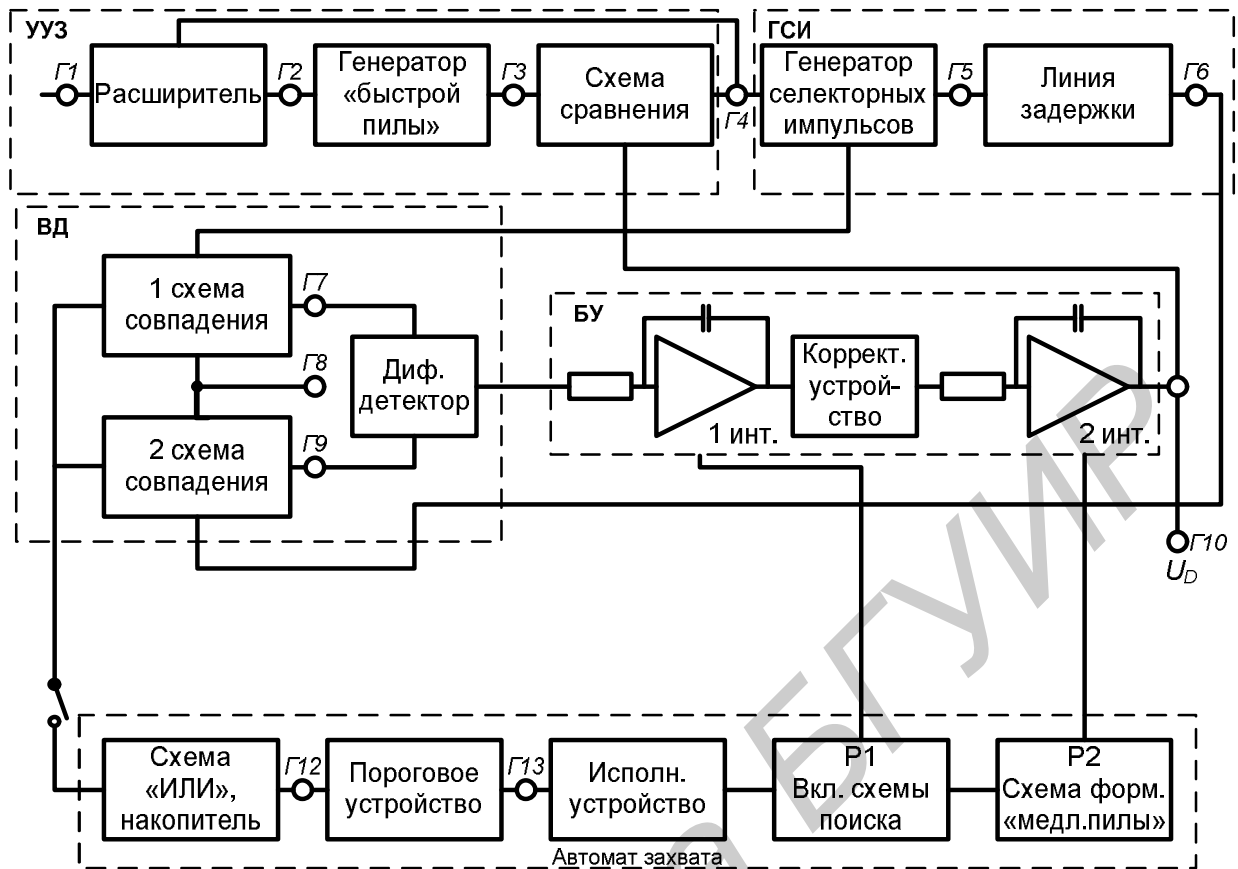 УУЗ
ГСИ
Г1
Расширитель
Г2
Генератор
«быстрой
пилы»
Г3
Схема
сравнения
Г4
Генератор
селекторных
импульсов
Г5
Линия
задержки
Г6
ВД
1 схема
совпадения
Г7
Г8
2 схема
совпадения
Г9
Диф.
детектор
БУ
1 инт.
Коррект.
устрой-
ство
2 инт.
Г10
U_D
Схема
«ИЛИ»,
накопитель
Г12
Пороговое
устройство
Г13
Исполн.
устройство
Р1
Вкл. схемы
поиска
Р2
Схема форм.
«медл.пилы»
Автомат захвата
БГУИР